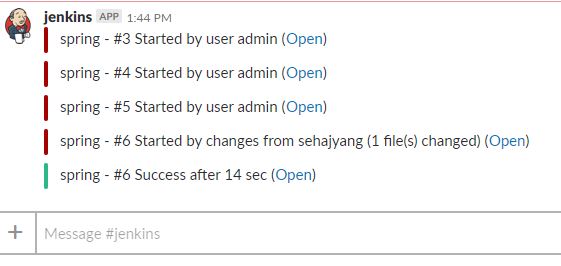 jenkins APP 1:44 PM
spring - #3 Started by user admin (Open)
spring - #4 Started by user admin (Open)
spring - #5 Started by user admin (Open)
spring - #6 Started by changes from sehajyang (1 file(s) changed) (Open)
spring - #6 Success after 14 sec (Open)
+ Message #jenkins